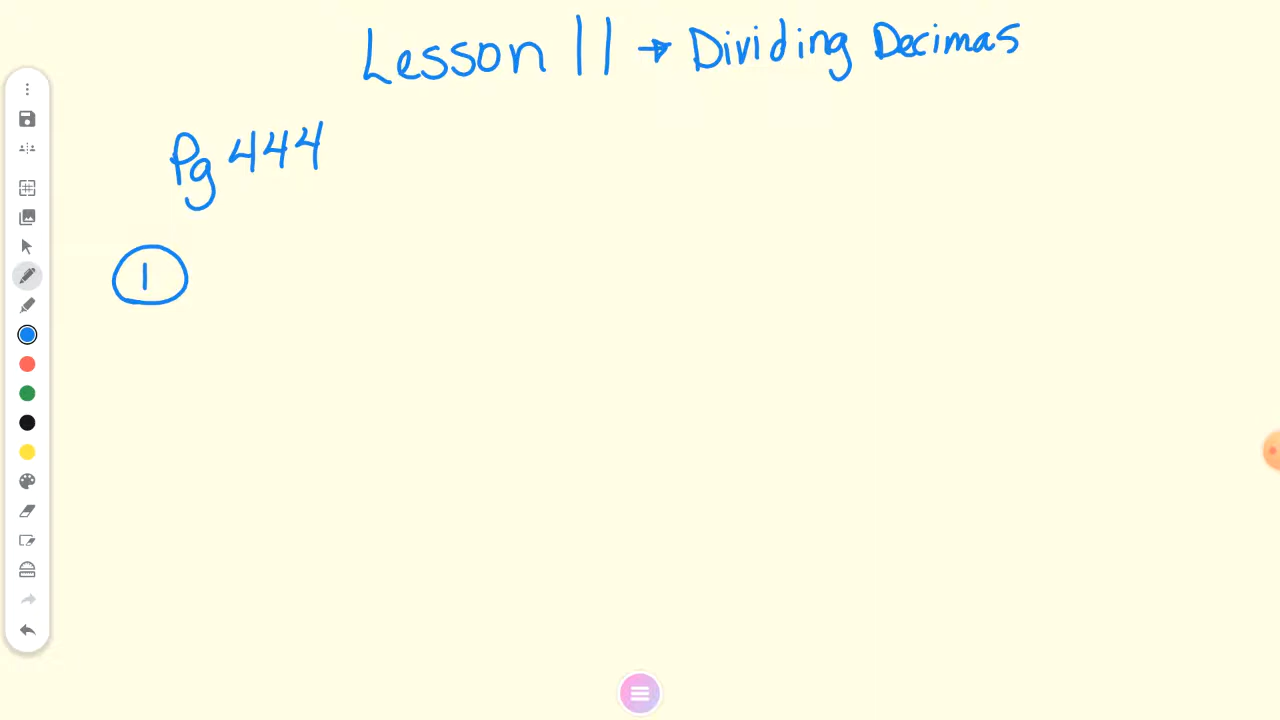 Lesson 11 → Dividing Decimas
Pg 444
1